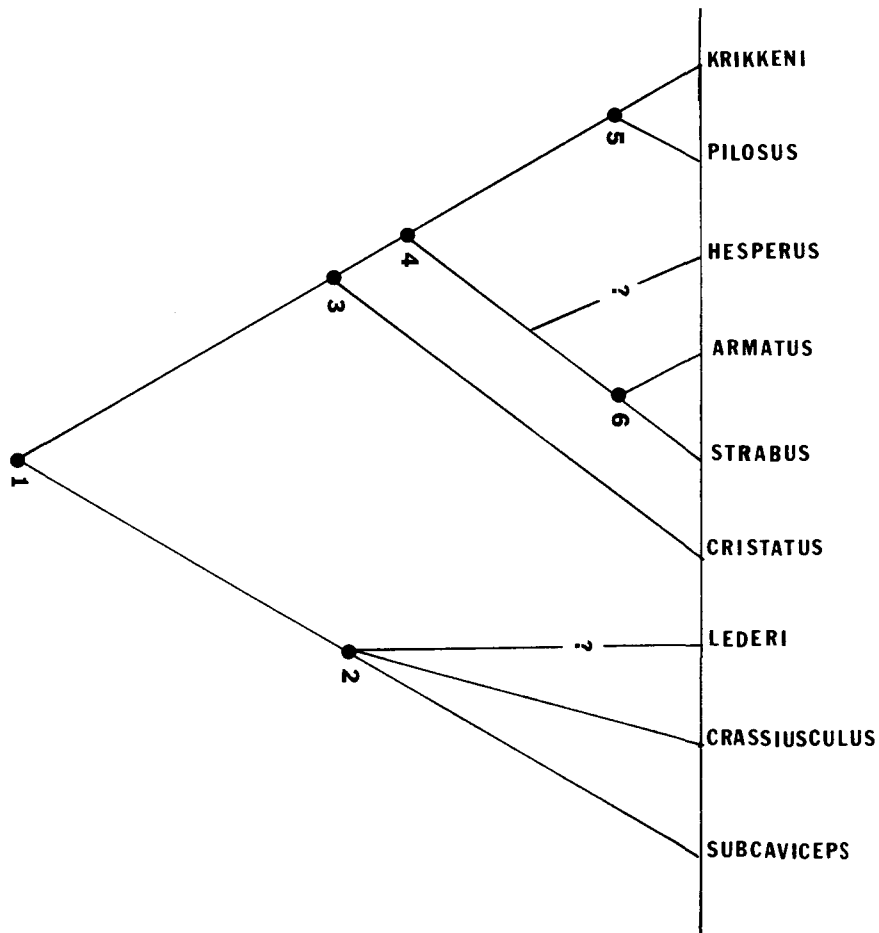 KRIKKENI
5
PILOSUS
HESPERUS
4
?
3
ARMATUS
6
STRABUS
1
CRISTATUS
LEDERI
?
2
CRASSIUSCULUS
SUBCAVICEPS